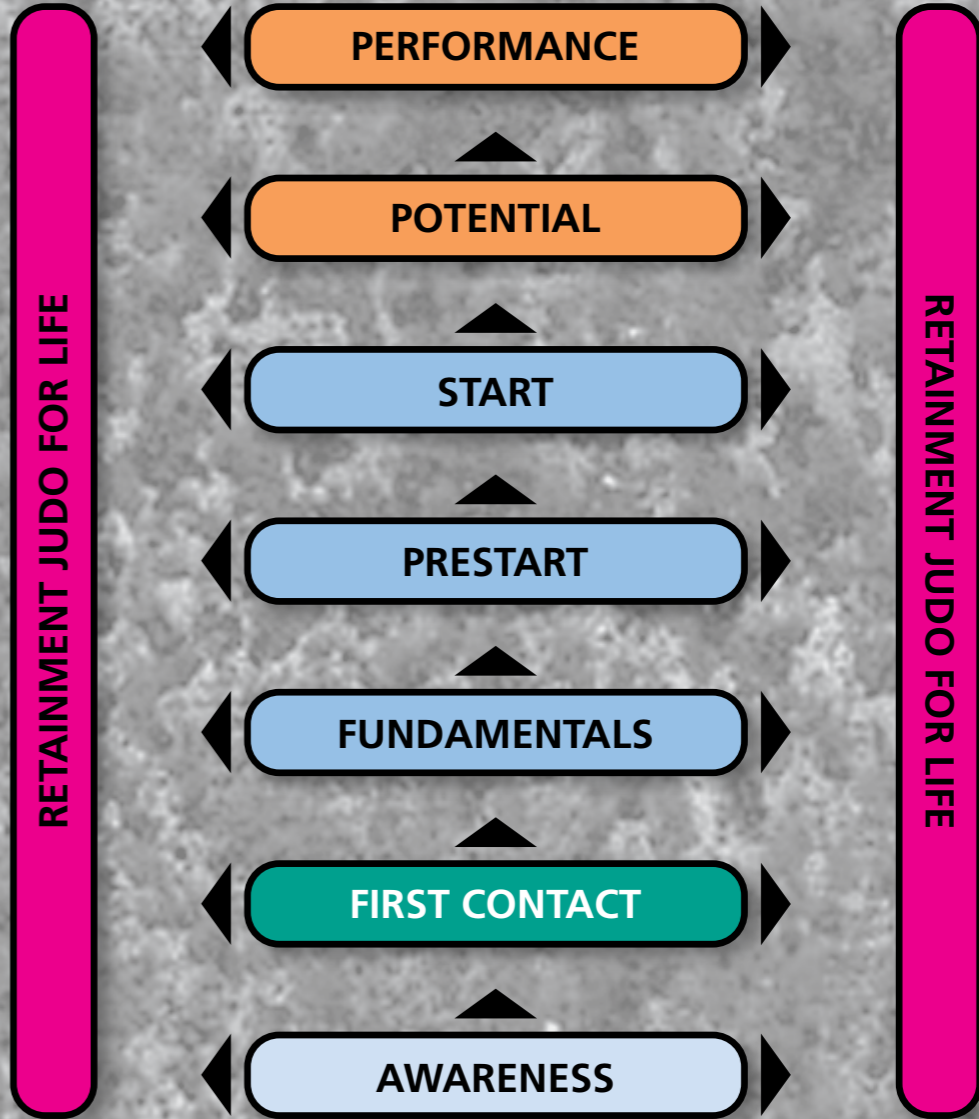 PERFORMANCE
POTENTIAL
START
PRESTART
FUNDAMENTALS
FIRST CONTACT
AWARENESS
RETAINMENT JUDO FOR LIFE
RETAINMENT JUDO FOR LIFE